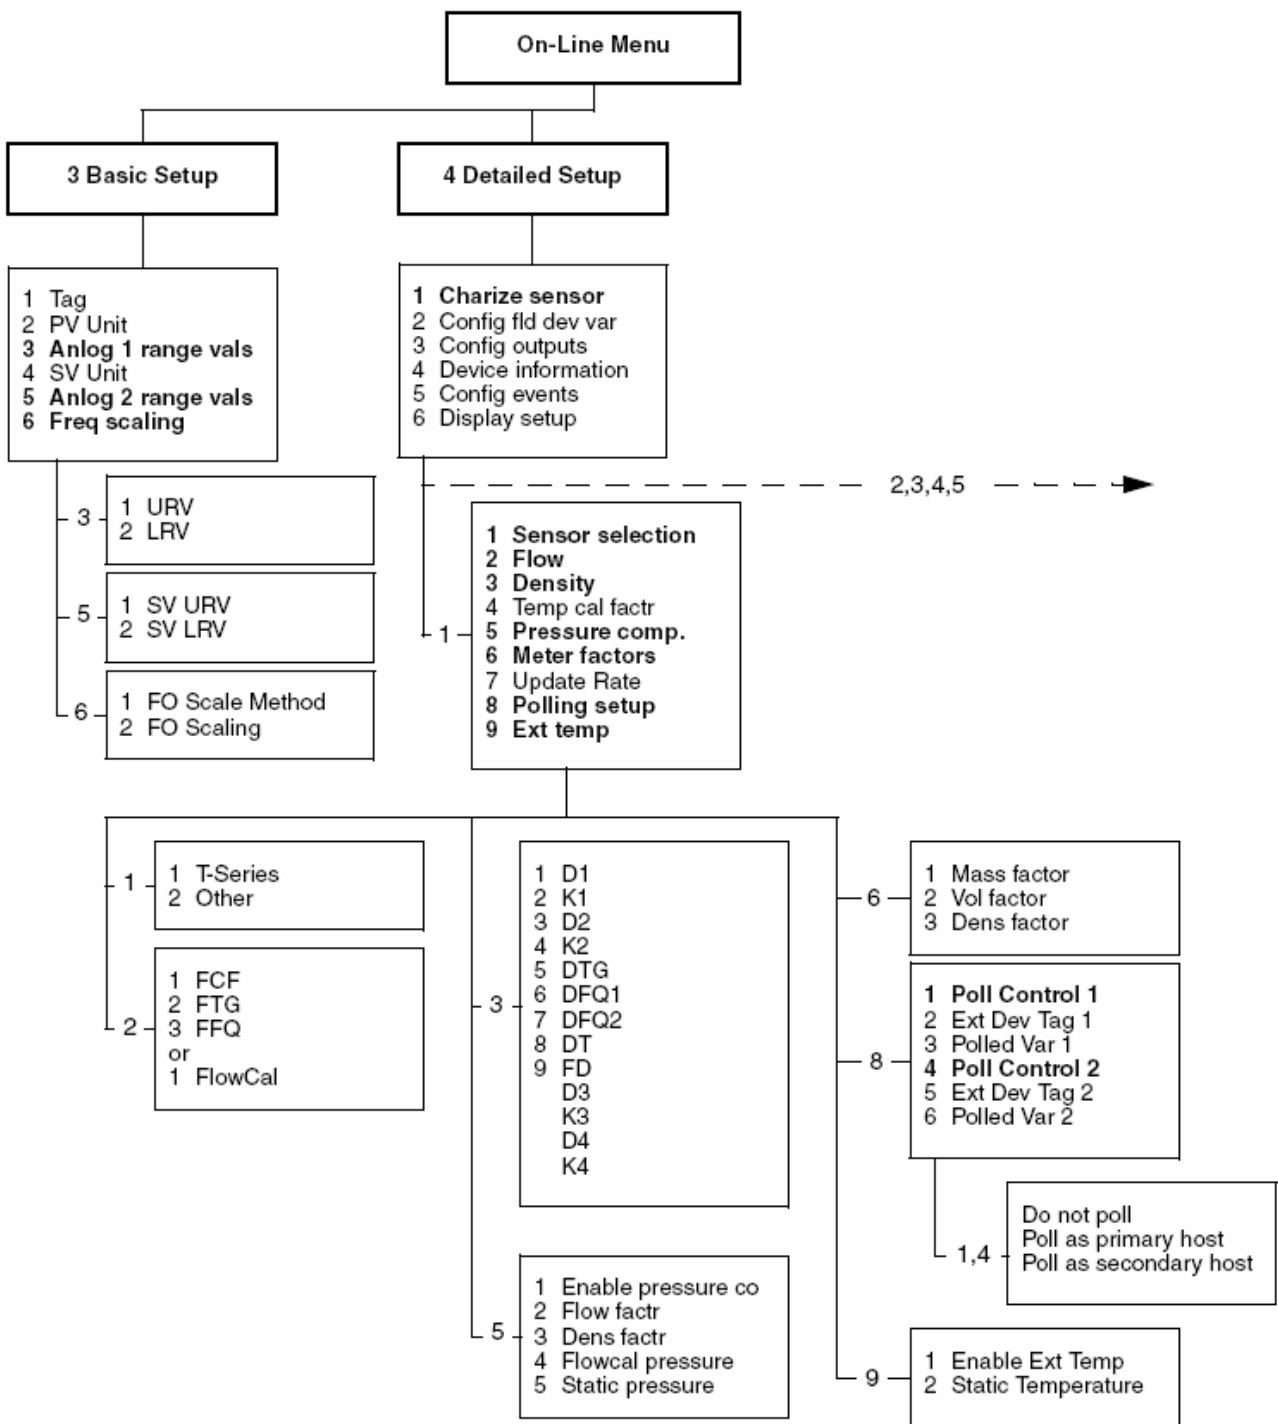 On-Line Menu
3 Basic Setup
4 Detailed Setup
1 Tag
2 PV Unit
3 Anlog 1 range vals
4 SV Unit
5 Anlog 2 range vals
6 Freq scaling
1 Charize sensor
2 Config fld dev var
3 Config outputs
4 Device information
5 Config events
6 Display setup
2,3,4,5
3
1 URV
2 LRV
5
1 SV URV
2 SV LRV
6
1 FO Scale Method
2 FO Scaling
1
1 Sensor selection
2 Flow
3 Density
4 Temp cal factr
5 Pressure comp.
6 Meter factors
7 Update Rate
8 Polling setup
9 Ext temp
1
1 T-Series
2 Other
2
1 FCF
2 FTG
3 FFQ
or
1 FlowCal
3
1 D1
2 K1
3 D2
4 K2
5 DTG
6 DFQ1
7 DFQ2
8 DT
9 FD
D3
K3
D4
K4
5
1 Enable pressure co
2 Flow factr
3 Dens factr
4 Flowcal pressure
5 Static pressure
6
1 Mass factor
2 Vol factor
3 Dens factor
8
1 Poll Control 1
2 Ext Dev Tag 1
3 Polled Var 1
4 Poll Control 2
5 Ext Dev Tag 2
6 Polled Var 2
1,4
Do not poll
Poll as primary host
Poll as secondary host
9
1 Enable Ext Temp
2 Static Temperature